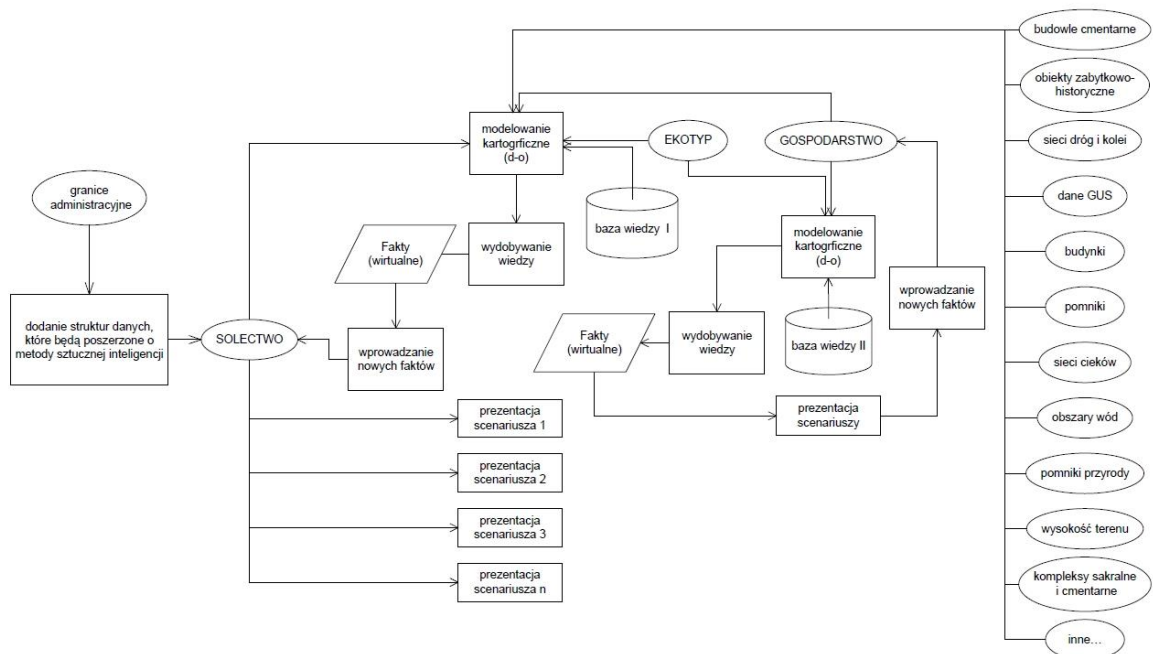 budowle cmentarne
obiekty zabytkowo-
historyczne
modelowanie
kartogrficzne
(d-o)
EKOTYP
GOSPODARSTWO
sieci dróg i kolei
granice
administracyjne
dane GUS
baza wiedzy I
modelowanie
kartogrficzne
(d-o)
Fakty
(wirtualne)
wydobywanie
wiedzy
budynki
wprowadzanie
nowych faktów
pomniki
dodanie struktur danych,
które będą poszerzone o
metody sztucznej inteligencji
SOLECTWO
wprowadzanie
nowych faktów
Fakty
(wirtualne)
wydobywanie
wiedzy
baza wiedzy II
sieci cieków
prezentacja
scenariusza 1
prezentacja
scenariuszy
obszary wód
prezentacja
scenariusza 2
pomniki przyrody
prezentacja
scenariusza 3
wysokość terenu
prezentacja
scenariusza n
kompleksy sakralne
i cmentarne
inne...